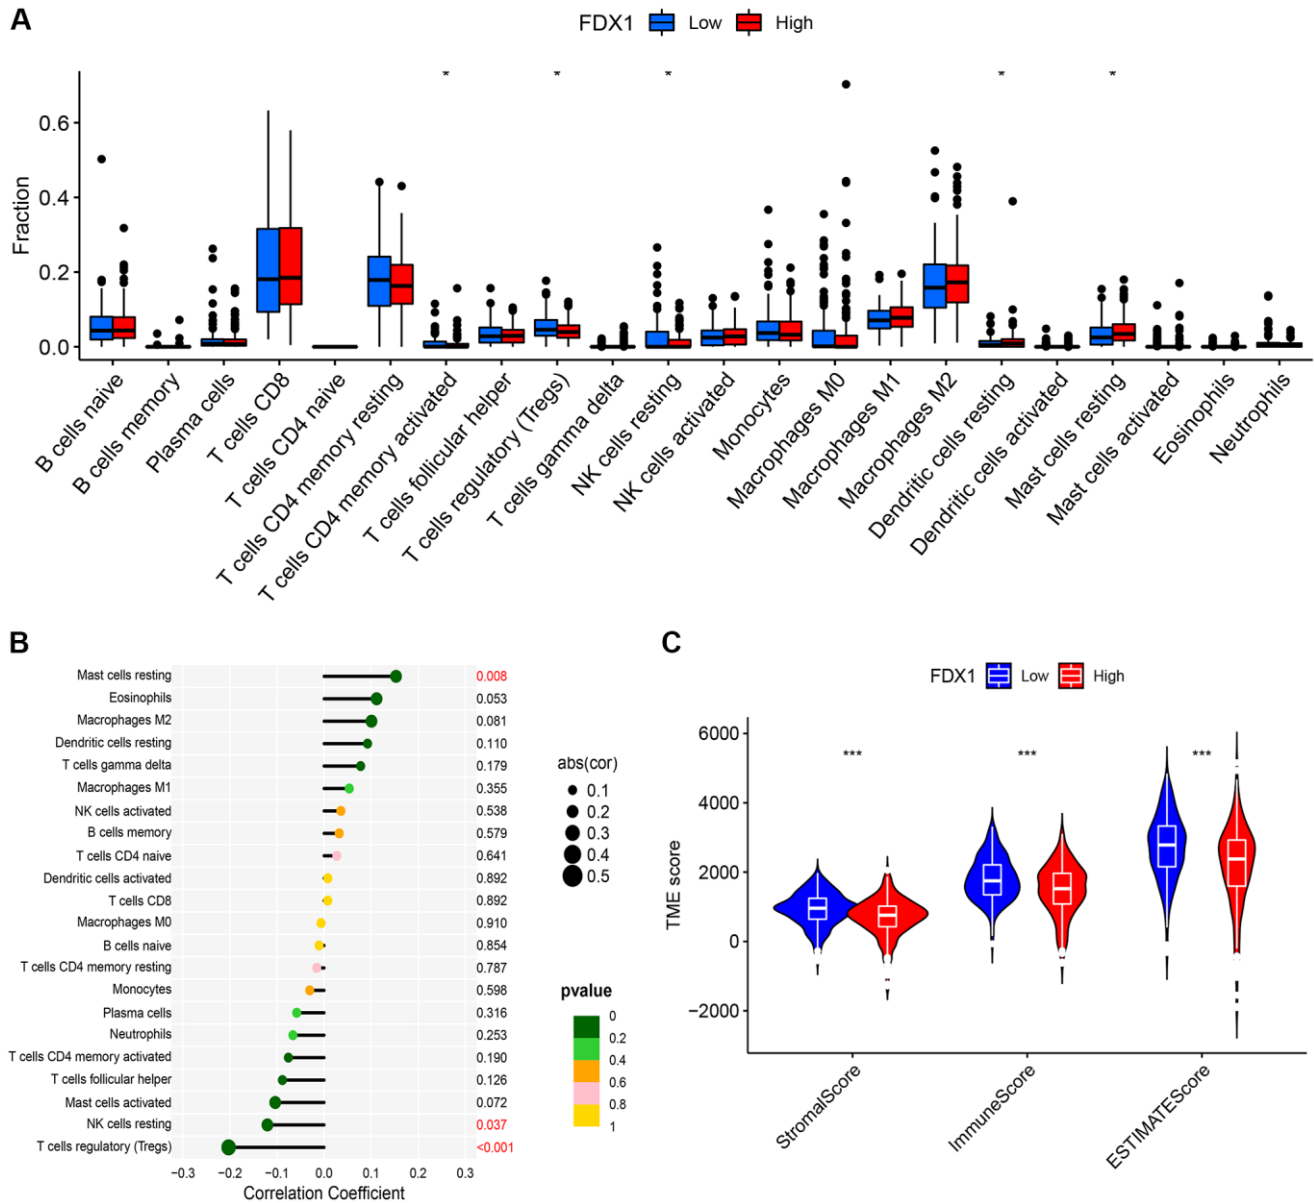 A
FDX1 Low High
* * * * *
Fraction
0.6
0.4
0.2
0.0
B cells naive
B cells memory
Plasma cells
T cells CD8
T cells CD4 naive
T cells CD4 memory resting
T cells CD4 memory activated
T cells follicular helper
T cells regulatory (Tregs)
T cells gamma delta
NK cells resting
NK cells activated
Monocytes
Macrophages M0
Macrophages M1
Macrophages M2
Dendritic cells resting
Dendritic cells activated
Mast cells resting
Mast cells activated
Eosinophils
Neutrophils
B
Mast cells resting 0.008
Eosinophils 0.053
Macrophages M2 0.081
Dendritic cells resting 0.110
T cells gamma delta 0.179
Macrophages M1 0.355
NK cells activated 0.538
B cells memory 0.579
T cells CD4 naive 0.641
Dendritic cells activated 0.892
T cells CD8 0.892
Macrophages M0 0.910
B cells naive 0.854
T cells CD4 memory resting 0.787
Monocytes 0.598
Plasma cells 0.316
Neutrophils 0.253
T cells CD4 memory activated 0.190
T cells follicular helper 0.126
Mast cells activated 0.072
NK cells resting 0.037
T cells regulatory (Tregs) <0.001
−0.3 −0.2 −0.1 0.0 0.1 0.2 0.3
Correlation Coefficient
abs(cor)
0.1
0.2
0.3
0.4
0.5
pvalue
0
0.2
0.4
0.6
0.8
1
C
FDX1 Low High
*** *** ***
TME score
6000
4000
2000
0
−2000
StromalScore
ImmuneScore
ESTIMATEScore